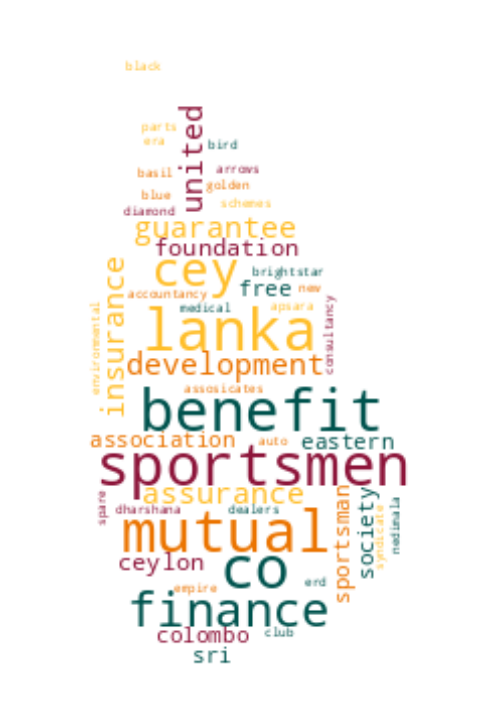 black
united
parts
era
bird
basil
arrows
golden
blue
schemes
diamond
guarantee
foundation
cey
brightstar
free
new
accountancy
insurance
medical
apsara
consultancy
environmental
lanka
development
assosicates
benefit
association
auto
eastern
sportsmen
assurance
spare
dharshana
dealers
sportsman
society
syndicate
nedimala
mutual
ceylon
co
erd
empire
finance
colombo
club
sri